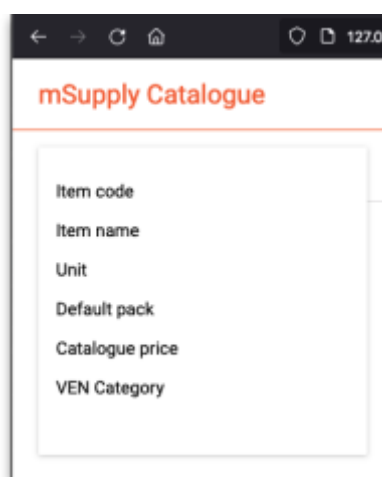 127.0
mSupply Catalogue
Item code
Item name
Unit
Default pack
Catalogue price
VEN Category